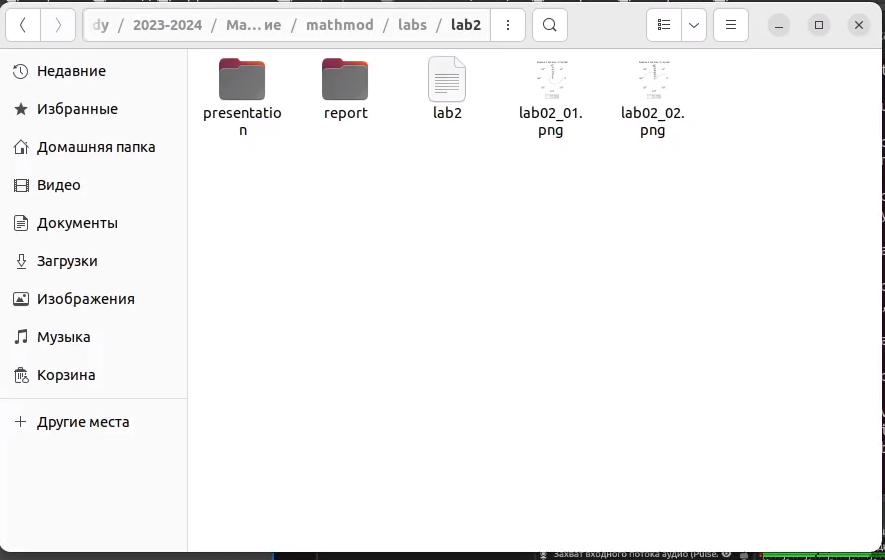 dy / 2023-2024 / Ма…ие / mathmod / labs / lab2
Недавние
Избранные
Домашняя папка
Видео
Документы
Загрузки
Изображения
Музыка
Корзина
Другие места
presentatio
n
report
lab2
lab02_01.
png
lab02_02.
png
Захват входного потока аудио (Pulse